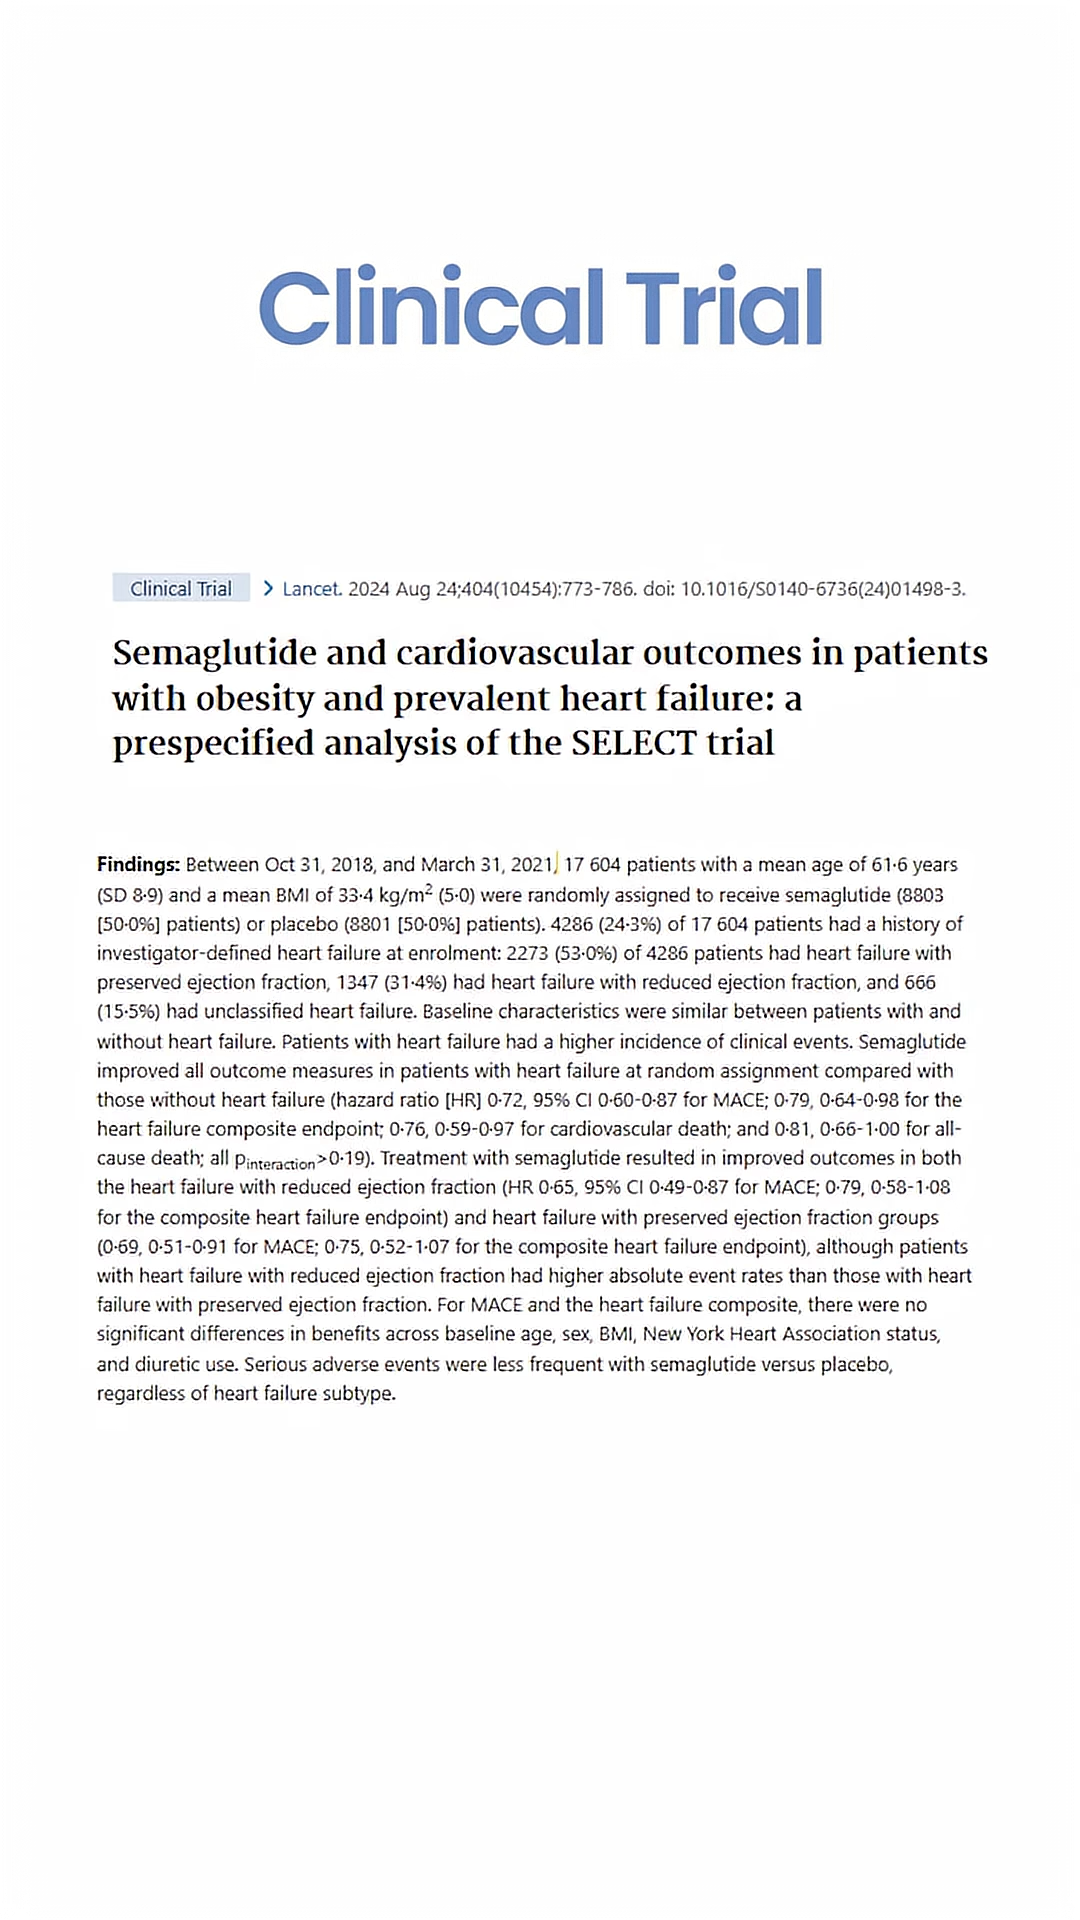 Clinical Trial
Clinical Trial > Lancet. 2024 Aug 24;404(10454):773-786. doi: 10.1016/S0140-6736(24)01498-3.
Semaglutide and cardiovascular outcomes in patients
with obesity and prevalent heart failure: a
prespecified analysis of the SELECT trial
Findings: Between Oct 31, 2018, and March 31, 2021, 17 604 patients with a mean age of 61·6 years
(SD 8·9) and a mean BMI of 33·4 kg/m² (5·0) were randomly assigned to receive semaglutide (8803
[50·0%] patients) or placebo (8801 [50·0%] patients). 4286 (24·3%) of 17 604 patients had a history of
investigator-defined heart failure at enrolment: 2273 (53·0%) of 4286 patients had heart failure with
preserved ejection fraction, 1347 (31·4%) had heart failure with reduced ejection fraction, and 666
(15·5%) had unclassified heart failure. Baseline characteristics were similar between patients with and
without heart failure. Patients with heart failure had a higher incidence of clinical events. Semaglutide
improved all outcome measures in patients with heart failure at random assignment compared with
those without heart failure (hazard ratio [HR] 0·72, 95% CI 0·60-0·87 for MACE; 0·79, 0·64-0·98 for the
heart failure composite endpoint; 0·76, 0·59-0·97 for cardiovascular death; and 0·81, 0·66-1·00 for all-
cause death; all pinteraction>0·19). Treatment with semaglutide resulted in improved outcomes in both
the heart failure with reduced ejection fraction (HR 0·65, 95% CI 0·49-0·87 for MACE; 0·79, 0·58-1·08
for the composite heart failure endpoint) and heart failure with preserved ejection fraction groups
(0·69, 0·51-0·91 for MACE; 0·75, 0·52-1·07 for the composite heart failure endpoint), although patients
with heart failure with reduced ejection fraction had higher absolute event rates than those with heart
failure with preserved ejection fraction. For MACE and the heart failure composite, there were no
significant differences in benefits across baseline age, sex, BMI, New York Heart Association status,
and diuretic use. Serious adverse events were less frequent with semaglutide versus placebo,
regardless of heart failure subtype.